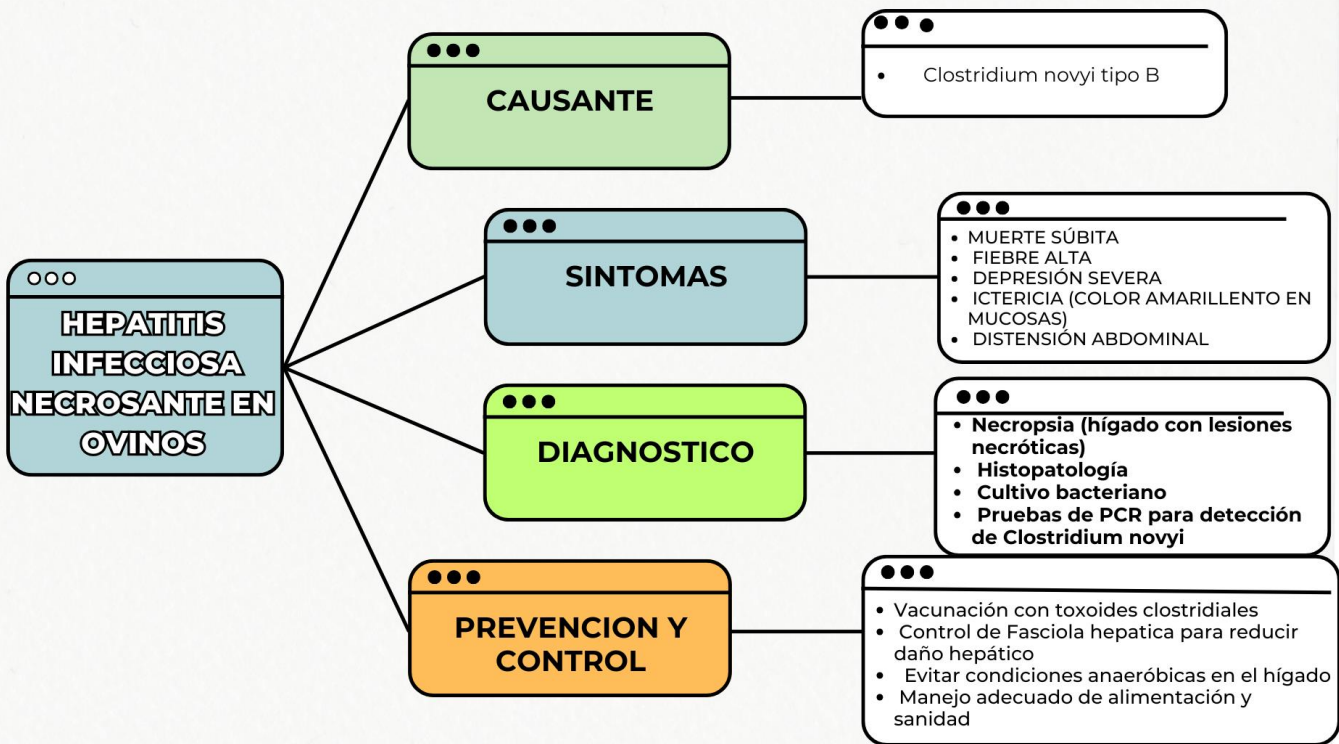 HEPATITIS
INFECCIOSA
NECROSANTE EN
OVINOS
CAUSANTE
• Clostridium novyi tipo B
SINTOMAS
• MUERTE SÚBITA
• FIEBRE ALTA
• DEPRESIÓN SEVERA
• ICTERICIA (COLOR AMARILLENTO EN
MUCOSAS)
• DISTENSIÓN ABDOMINAL
DIAGNOSTICO
• Necropsia (hígado con lesiones
necróticas)
• Histopatología
• Cultivo bacteriano
• Pruebas de PCR para detección
de Clostridium novyi
PREVENCION Y
CONTROL
• Vacunación con toxoides clostridiales
• Control de Fasciola hepatica para reducir
daño hepático
• Evitar condiciones anaeróbicas en el hígado
• Manejo adecuado de alimentación y
sanidad